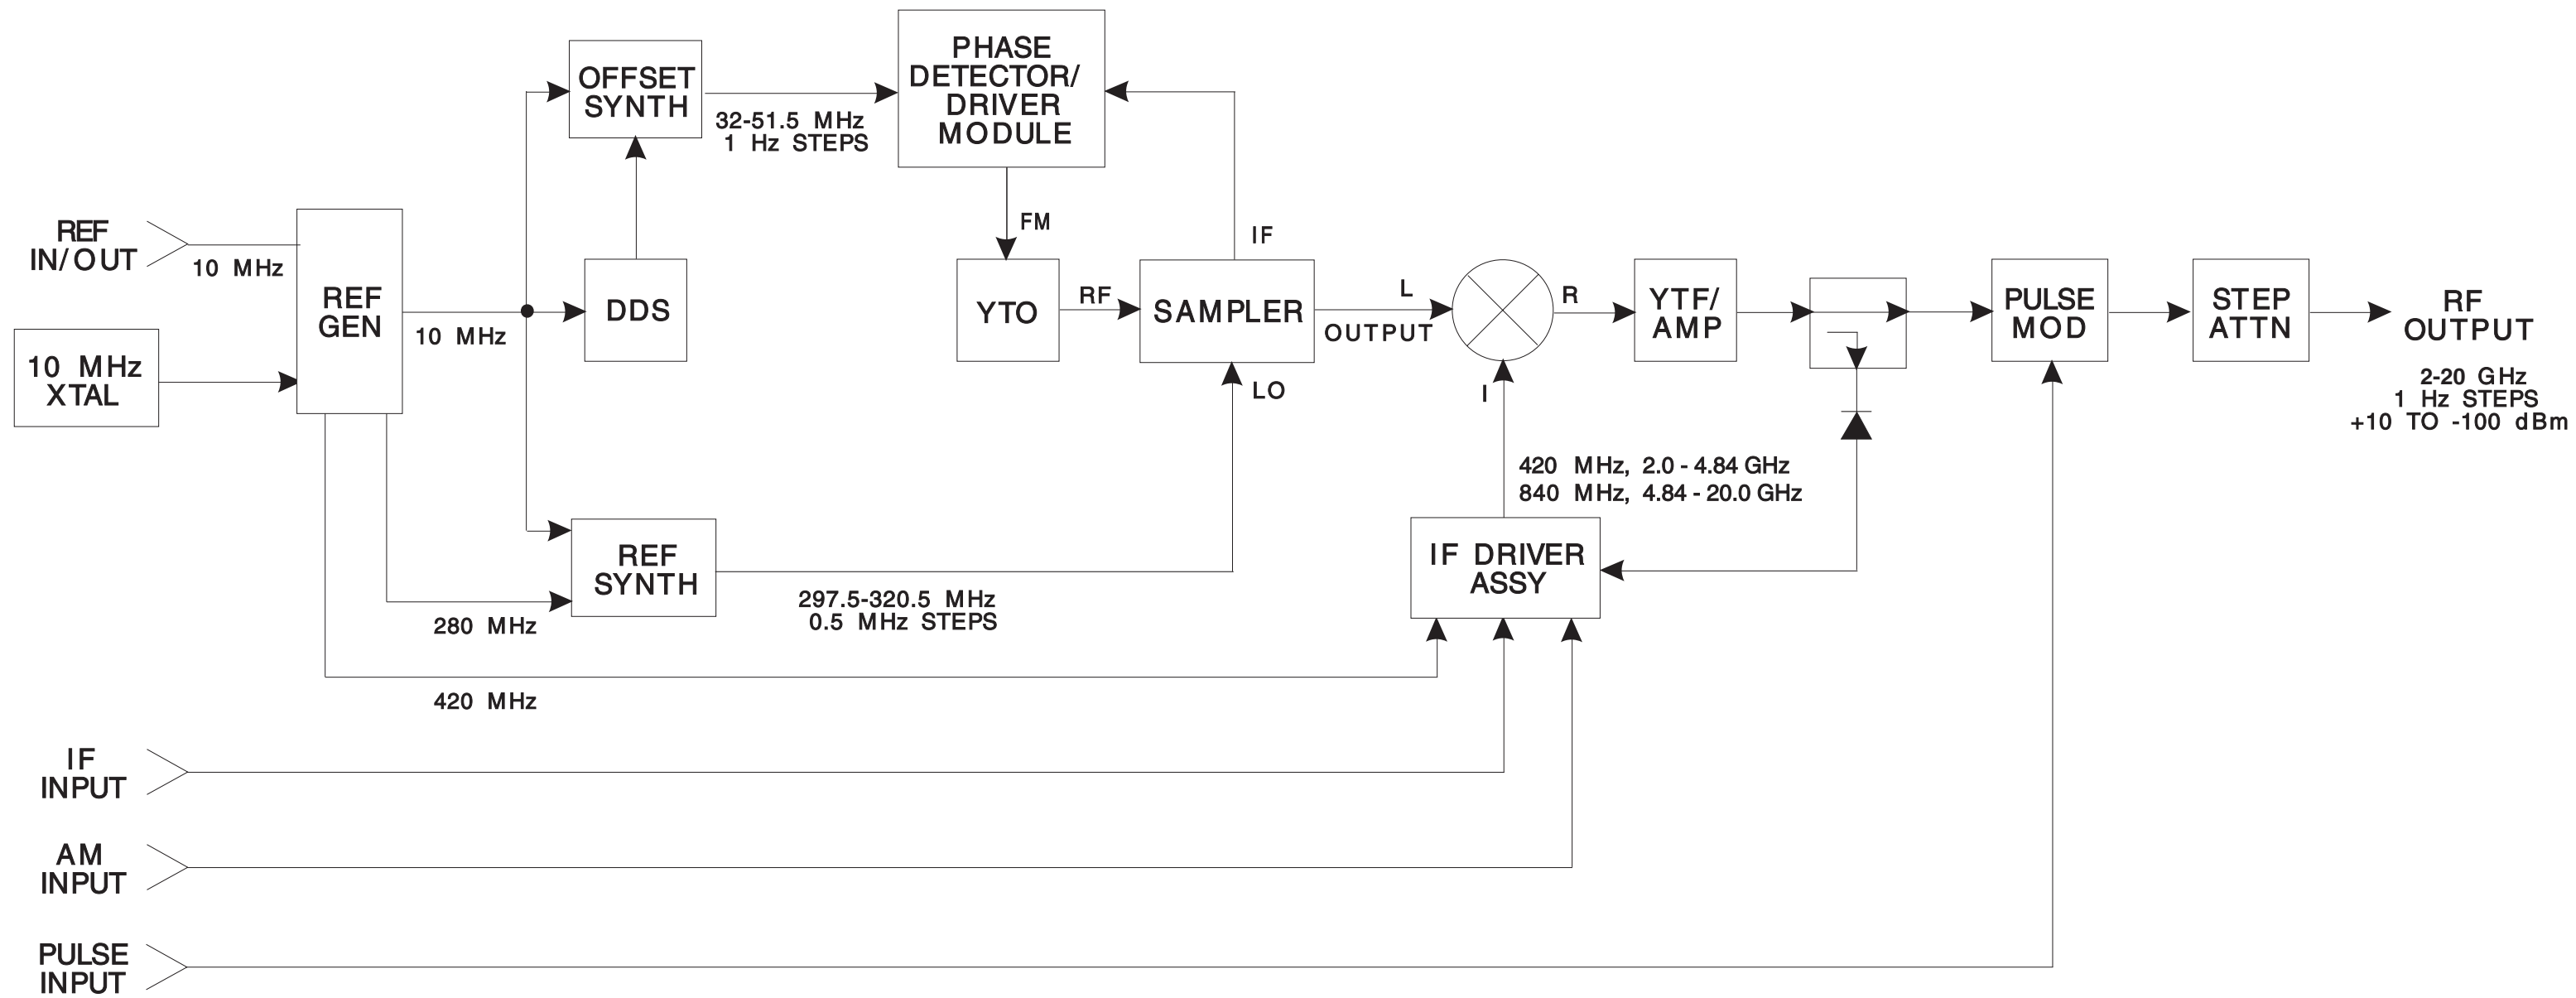 OFFSET
SYNTH
32-51.5 MHz
1 Hz STEPS
PHASE
DETECTOR/
DRIVER
MODULE
REF
IN/OUT
10 MHz
10 MHz
XTAL
REF
GEN
10 MHz
DDS
FM
YTO
RF
IF
SAMPLER
LO
L
OUTPUT
R
I
YTF/
AMP
PULSE
MOD
STEP
ATTN
RF
OUTPUT
2-20 GHz
1 Hz STEPS
+10 TO -100 dBm
420 MHz, 2.0 - 4.84 GHz
840 MHz, 4.84 - 20.0 GHz
REF
SYNTH
280 MHz
297.5-320.5 MHz
0.5 MHz STEPS
IF DRIVER
ASSY
420 MHz
IF
INPUT
AM
INPUT
PULSE
INPUT